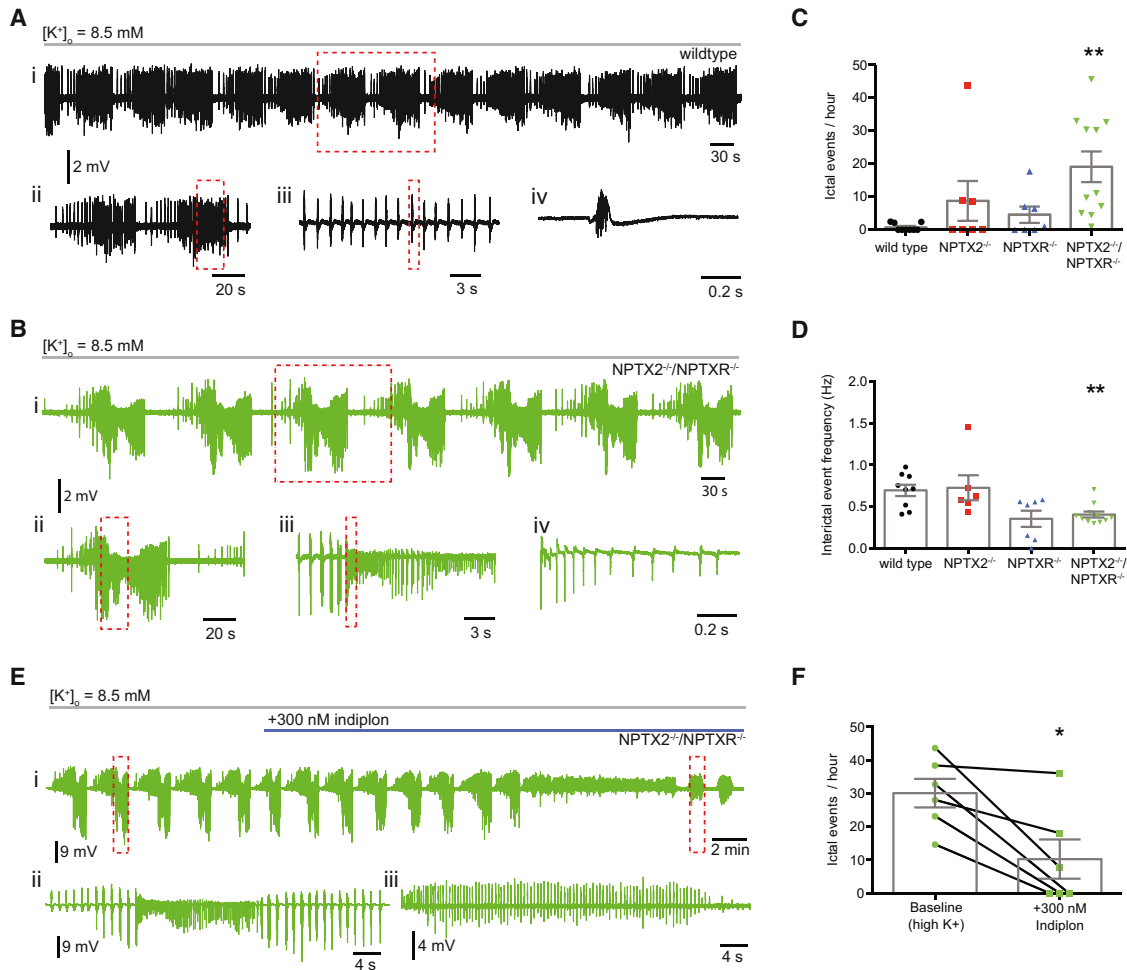 A
[K⁺]ₒ = 8.5 mM
wildtype
i
30 s
2 mV
ii
iii
iv
20 s
3 s
0.2 s
B
[K⁺]ₒ = 8.5 mM
NPTX2⁻/⁻/NPTXR⁻/⁻
i
30 s
2 mV
ii
iii
iv
20 s
3 s
0.2 s
C
**
Ictal events / hour
50
40
30
20
10
0
wild type
NPTX2⁻/⁻
NPTXR⁻/⁻
NPTX2⁻/⁻/
NPTXR⁻/⁻
D
**
Interictal event frequency (Hz)
2.0
1.5
1.0
0.5
0.0
wild type
NPTX2⁻/⁻
NPTXR⁻/⁻
NPTX2⁻/⁻/
NPTXR⁻/⁻
E
[K⁺]ₒ = 8.5 mM
+300 nM indiplon
NPTX2⁻/⁻/NPTXR⁻/⁻
i
2 min
9 mV
ii
iii
9 mV
4 s
4 mV
4 s
F
*
Ictal events / hour
50
40
30
20
10
0
Baseline
(high K+)
+300 nM
Indiplon